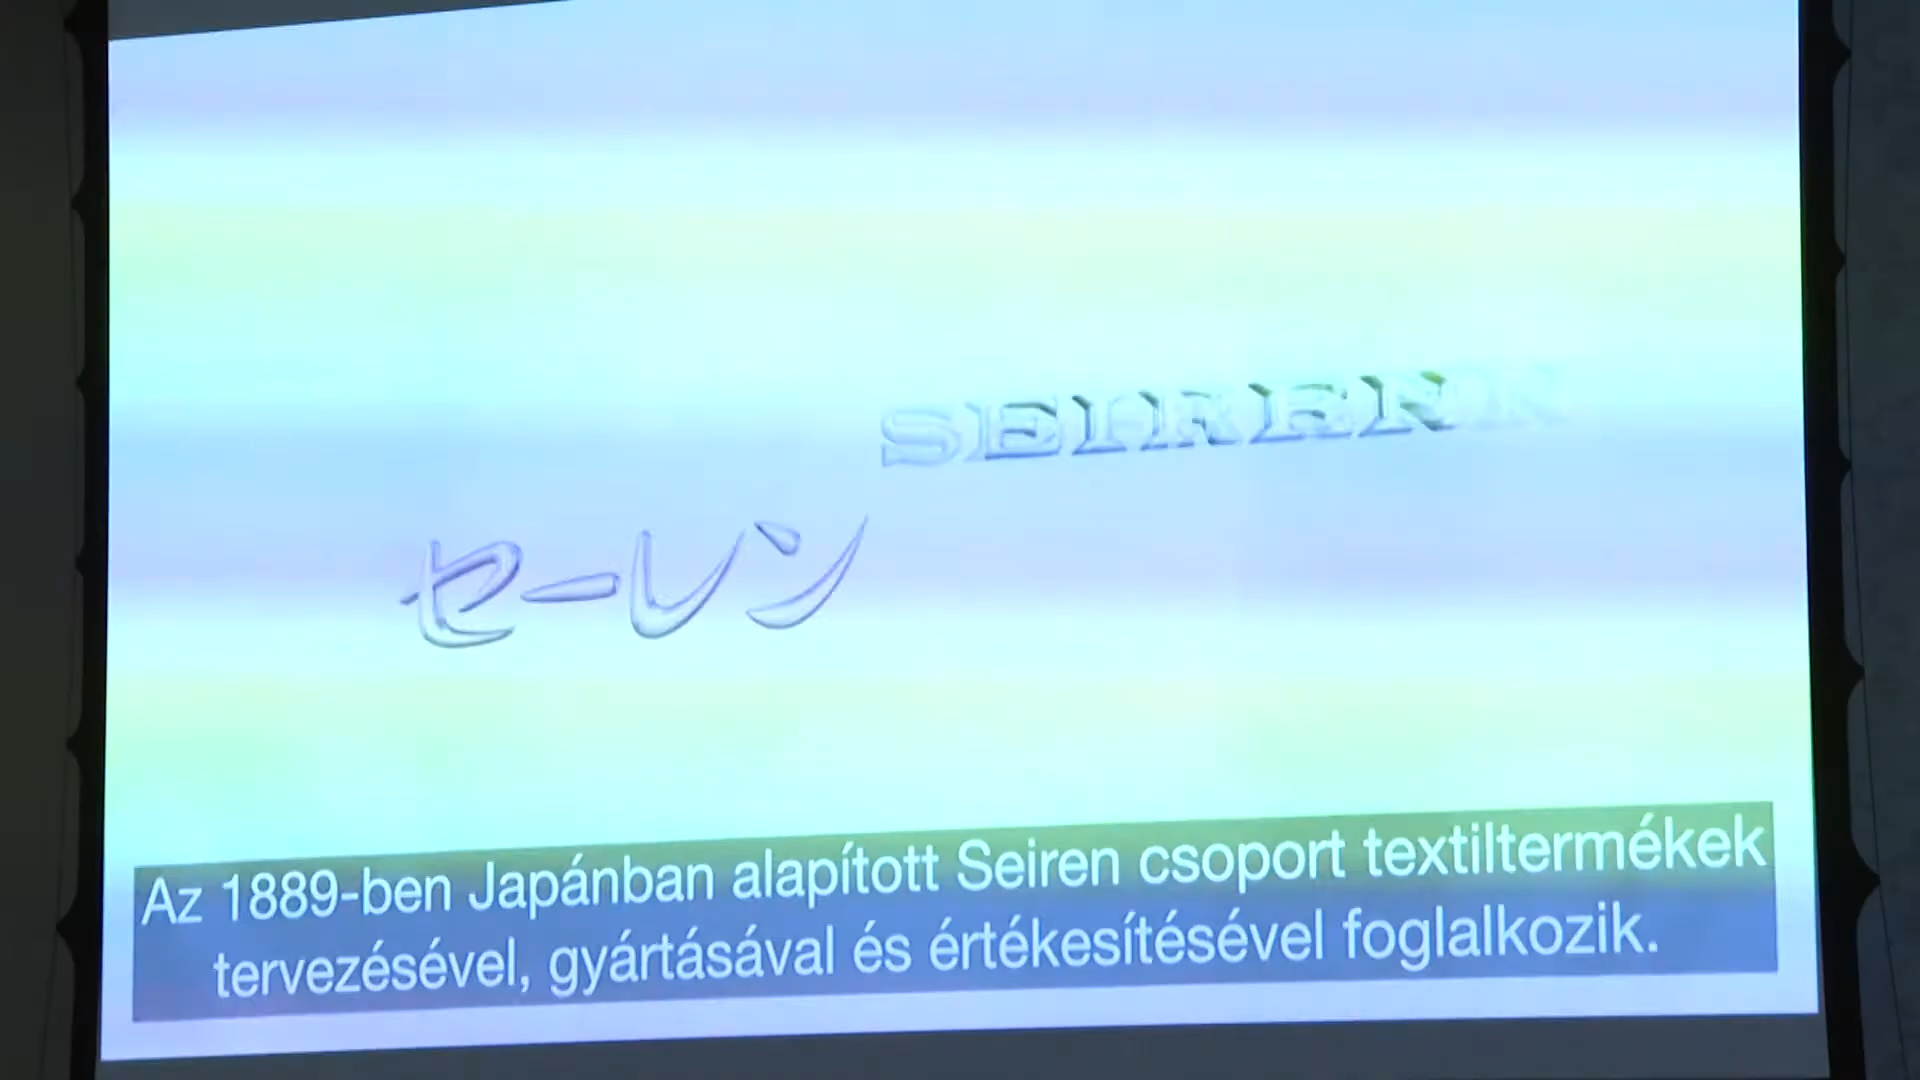 SEIREN
セーレン
Az 1889-ben Japánban alapított Seiren csoport textiltermékek
tervezésével, gyártásával és értékesítésével foglalkozik.